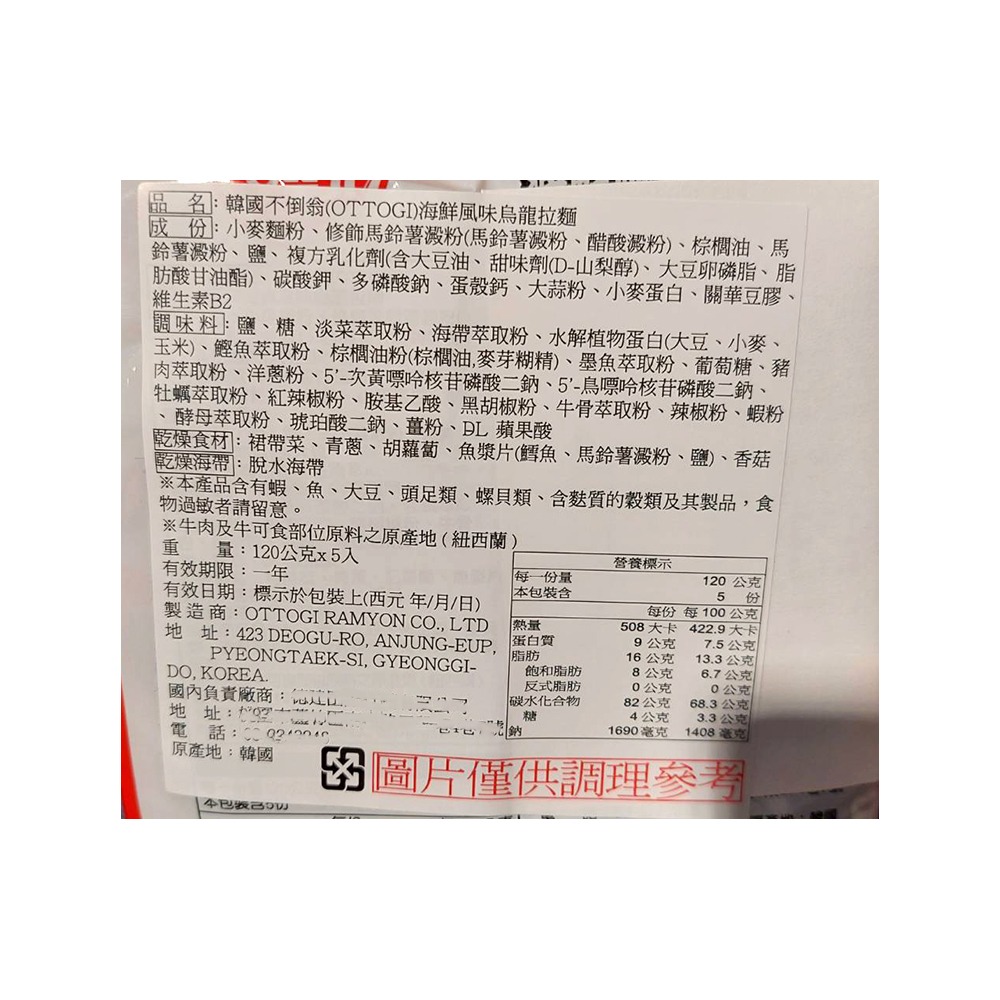 品 名：韓國不倒翁(OTTOGI)海鮮風味烏龍拉麵
成 份：小麥麵粉、修飾馬鈴薯澱粉(馬鈴薯澱粉、醋酸澱粉)、棕櫚油、馬
鈴薯澱粉、鹽、複方乳化劑(含大豆油、甜味劑(D-山梨醇)、大豆卵磷脂、脂
肪酸甘油酯)、碳酸鉀、多磷酸鈉、蛋殼鈣、大蒜粉、小麥蛋白、關華豆膠、
維生素B2
調味料：鹽、糖、淡菜萃取粉、海帶萃取粉、水解植物蛋白(大豆、小麥、
玉米)、鰹魚萃取粉、棕櫚油粉(棕櫚油,麥芽糊精)、墨魚萃取粉、葡萄糖、豬
肉萃取粉、洋蔥粉、5'-次黃嘌呤核苷磷酸二鈉、5'-鳥嘌呤核苷磷酸二鈉、
牡蠣萃取粉、紅辣椒粉、胺基乙酸、黑胡椒粉、牛骨萃取粉、辣椒粉、蝦粉
、酵母萃取粉、琥珀酸二鈉、薑粉、DL 蘋果酸
乾燥食材：裙帶菜、青蔥、胡蘿蔔、魚漿片(鱈魚、馬鈴薯澱粉、鹽)、香菇
乾燥海帶：脫水海帶
※本產品含有蝦、魚、大豆、頭足類、螺貝類、含麩質的穀類及其製品，食
物過敏者請留意。
※牛肉及牛可食部位原料之原產地(紐西蘭)
重 量：120公克x 5入
有效期限：一年
有效日期：標示於包裝上(西元 年/月/日)
製造商：OTTOGI RAMYON CO., LTD
地 址：423 DEOGU-RO, ANJUNG-EUP,
PYEONGTAEK-SI, GYEONGGI-
DO, KOREA.
國內負責廠商：
地 址：
電 話：
原產地：韓國
營養標示
每一份量 120 公克
本包裝含 5 份
每份 每 100 公克
熱量 508 大卡 422.9 大卡
蛋白質 9 公克 7.5 公克
脂肪 16 公克 13.3 公克
飽和脂肪 8 公克 6.7 公克
反式脂肪 0 公克 0 公克
碳水化合物 82 公克 68.3 公克
糖 4 公克 3.3 公克
鈉 1690 毫克 1408 毫克
圖片僅供調理參考